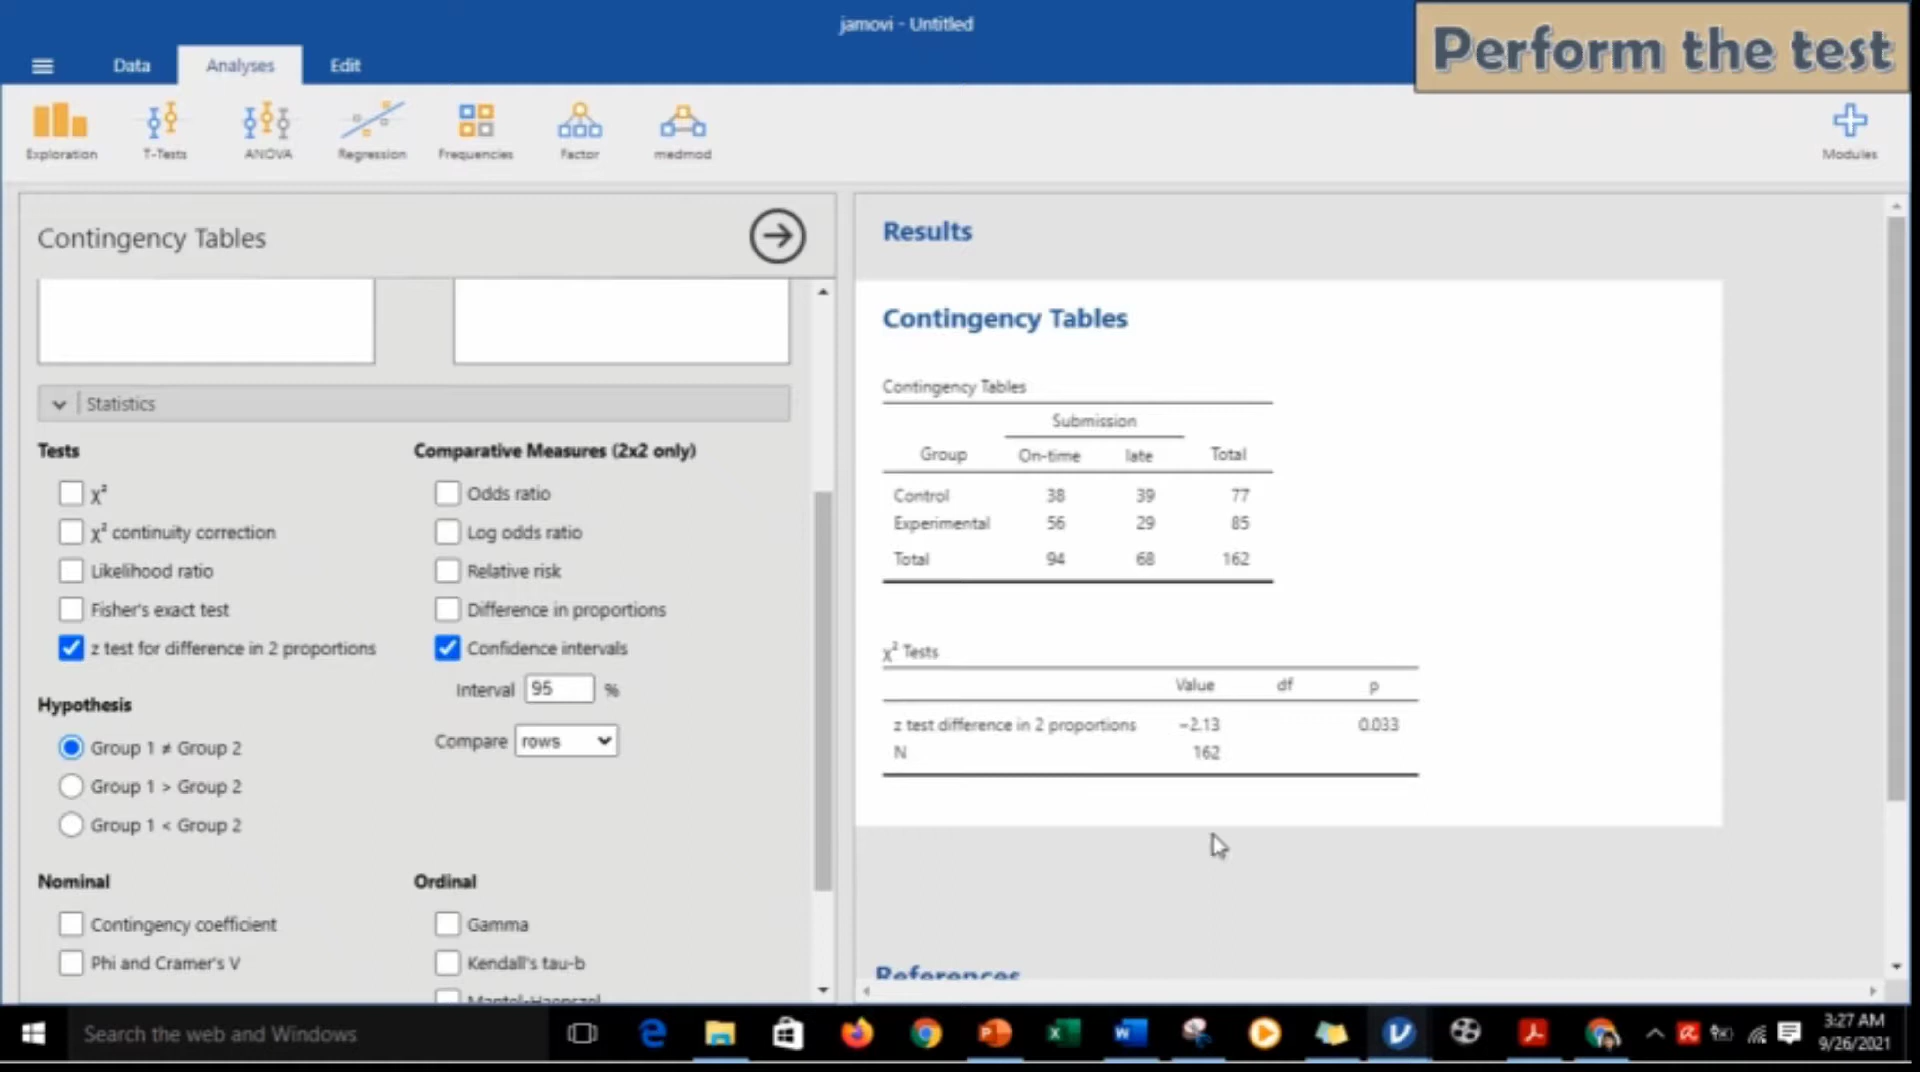 jamovi - Untitled
Perform the test
Data Analyses Edit
Exploration T-Tests ANOVA Regression Frequencies Factor medmod Modules
Contingency Tables
Statistics
Tests
χ²
χ² continuity correction
Likelihood ratio
Fisher's exact test
z test for difference in 2 proportions
Hypothesis
Group 1 ≠ Group 2
Group 1 > Group 2
Group 1 < Group 2
Nominal
Contingency coefficient
Phi and Cramer's V
Comparative Measures (2x2 only)
Odds ratio
Log odds ratio
Relative risk
Difference in proportions
Confidence intervals
Interval 95 %
Compare rows
Ordinal
Gamma
Kendall's tau-b
Mantel-Haenszel
Results
Contingency Tables
Contingency Tables
Submission
Group On-time late Total
Control 38 39 77
Experimental 56 29 85
Total 94 68 162
χ² Tests
Value df p
z test difference in 2 proportions −2.13 0.033
N 162
References
Search the web and Windows
3:27 AM
9/26/2021